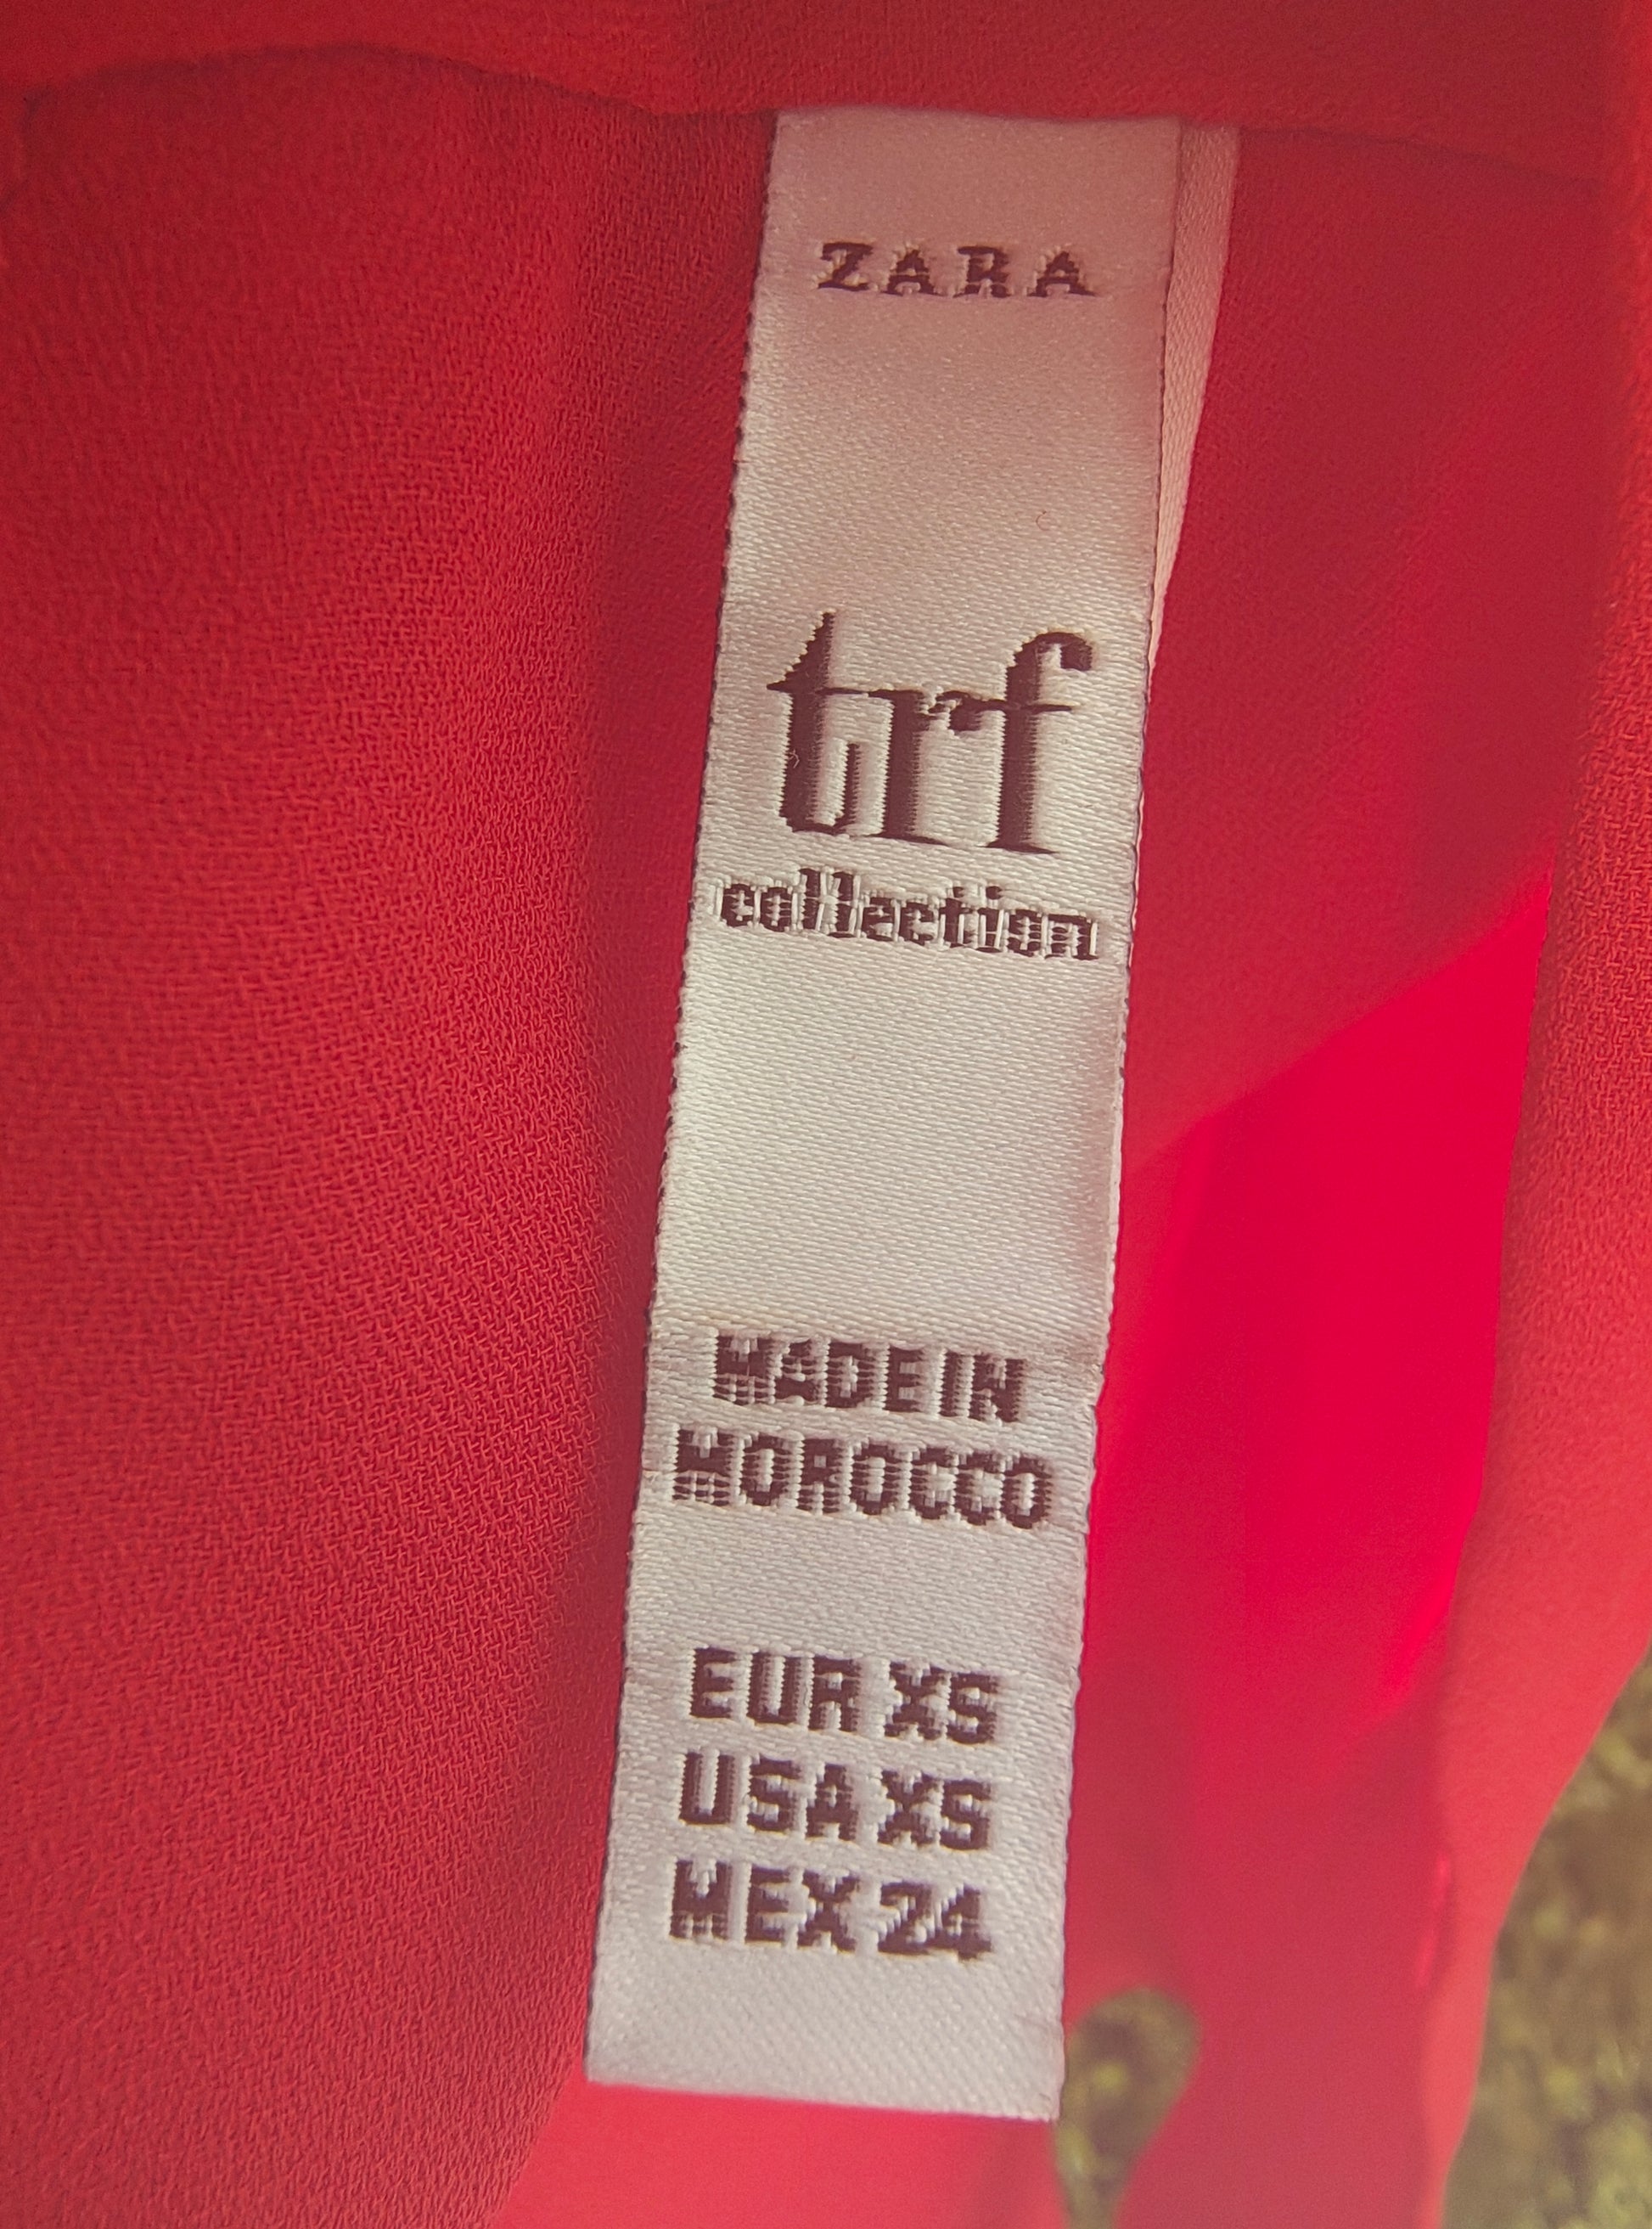 ZARA
trf
collection
MADE IN
MOROCCO
EUR XS
USA XS
MEX 24